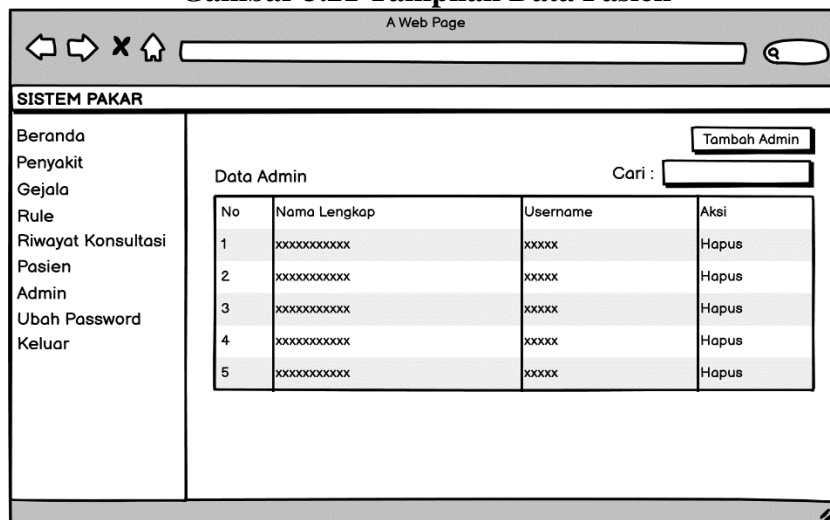 A Web Page
SISTEM PAKAR
Beranda
Penyakit
Gejala
Rule
Riwayat Konsultasi
Pasien
Admin
Ubah Password
Keluar
Tambah Admin
Data Admin
Cari :
No Nama Lengkap Username Aksi
1 xxxxxxxxxxx xxxxx Hapus
2 xxxxxxxxxxx xxxxx Hapus
3 xxxxxxxxxxx xxxxx Hapus
4 xxxxxxxxxxx xxxxx Hapus
5 xxxxxxxxxxx xxxxx Hapus